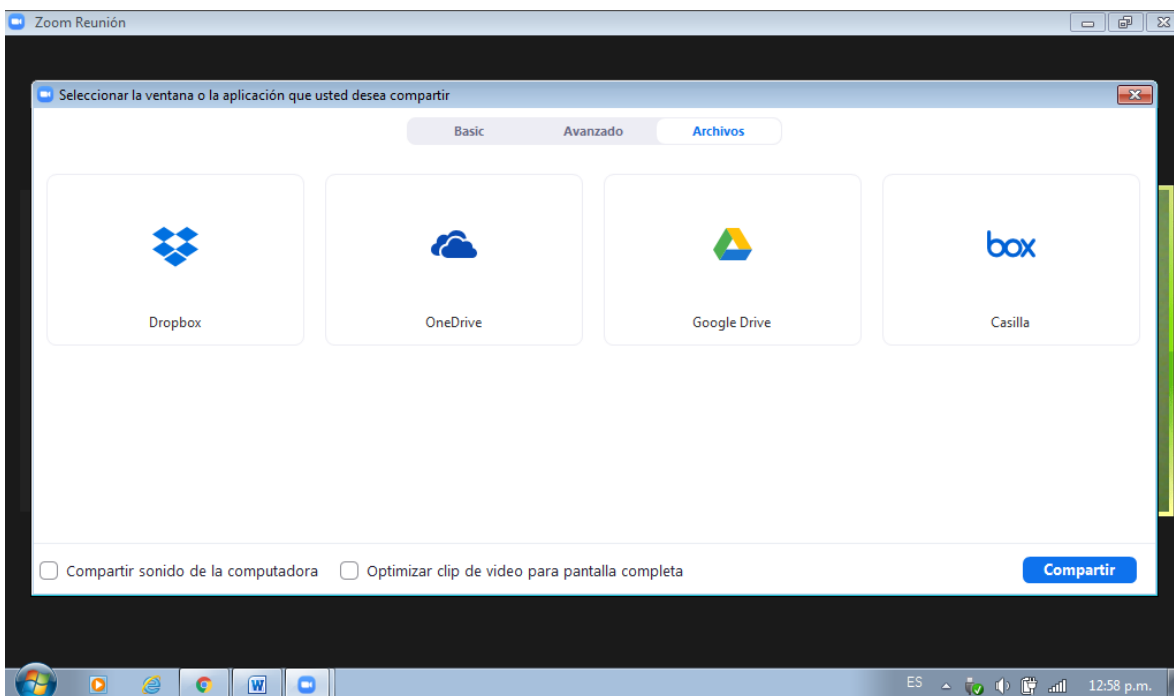 Zoom Reunión
Seleccionar la ventana o la aplicación que usted desea compartir
Basic Avanzado Archivos
box
Dropbox OneDrive Google Drive Casilla
Compartir sonido de la computadora Optimizar clip de video para pantalla completa Compartir
W ES 12:58 p.m.